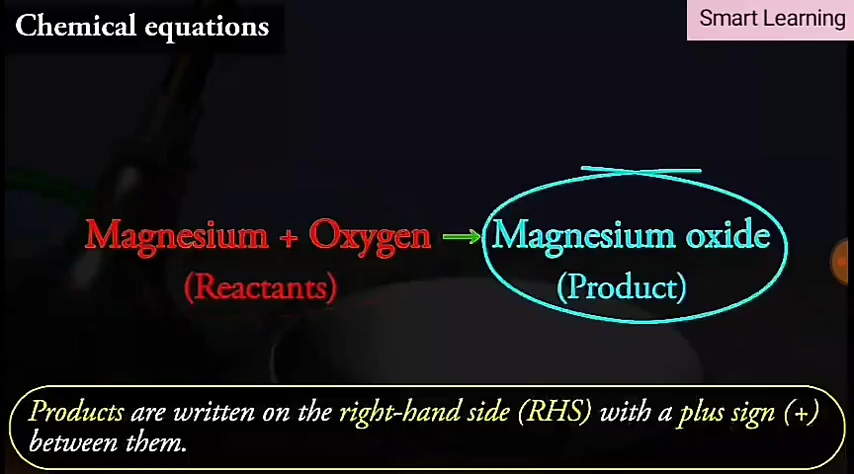 Chemical equations
Smart Learning
Magnesium + Oxygen → Magnesium oxide
(Reactants) (Product)
Products are written on the right-hand side (RHS) with a plus sign (+)
between them.